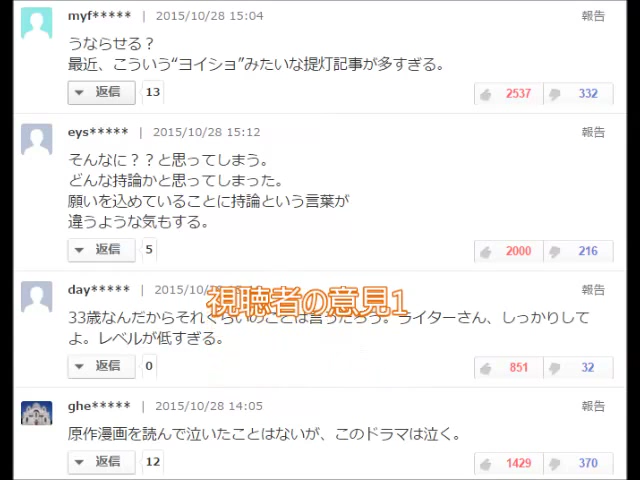 myf***** | 2015/10/28 15:04 報告
うならせる？
最近、こういう“ヨイショ”みたいな提灯記事が多すぎる。
返信 13 2537 332
eys***** | 2015/10/28 15:12 報告
そんなに？？と思ってしまう。
どんな持論かと思ってしまった。
願いを込めていることに持論という言葉が
違うような気もする。
返信 5 2000 216
day***** | 2015/10/ 報告
視聴者の意見1
33歳なんだからそれくらいのことは言うだろう。ライターさん、しっかりして
よ。レベルが低すぎる。
返信 0 851 32
ghe***** | 2015/10/28 14:05 報告
原作漫画を読んで泣いたことはないが、このドラマは泣く。
返信 12 1429 370